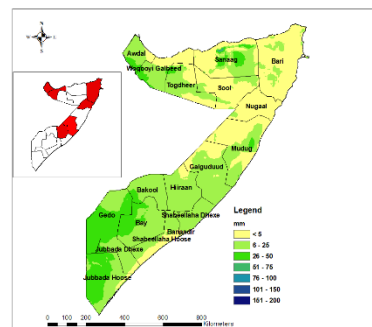 Awdal
Woqooyi Galbeed
Sanaag
Bari
Togdheer
Sool
Nugaal
Mudug
Galguduud
Bakool
Hiiraan
Gedo
Shabeellaha Dhexe
Bay
Banaadir
Shabeellaha Hoose
Jubbada Dhexe
Jubbada Hoose
Legend
mm
< 5
6 - 25
26 - 50
51 - 75
76 - 100
101 - 150
151 - 200
0 100 200 400 600 800
Kilometers